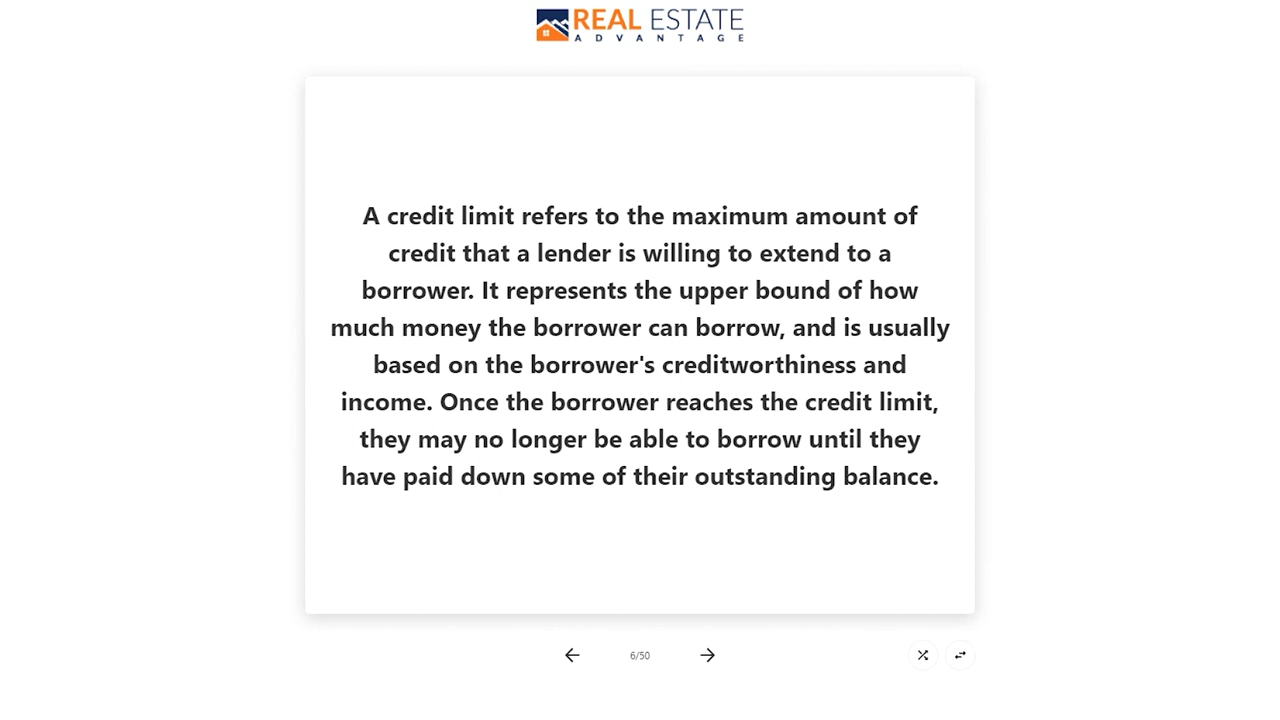 REAL ESTATE
ADVANTAGE
A credit limit refers to the maximum amount of
credit that a lender is willing to extend to a
borrower. It represents the upper bound of how
much money the borrower can borrow, and is usually
based on the borrower's creditworthiness and
income. Once the borrower reaches the credit limit,
they may no longer be able to borrow until they
have paid down some of their outstanding balance.
6/50